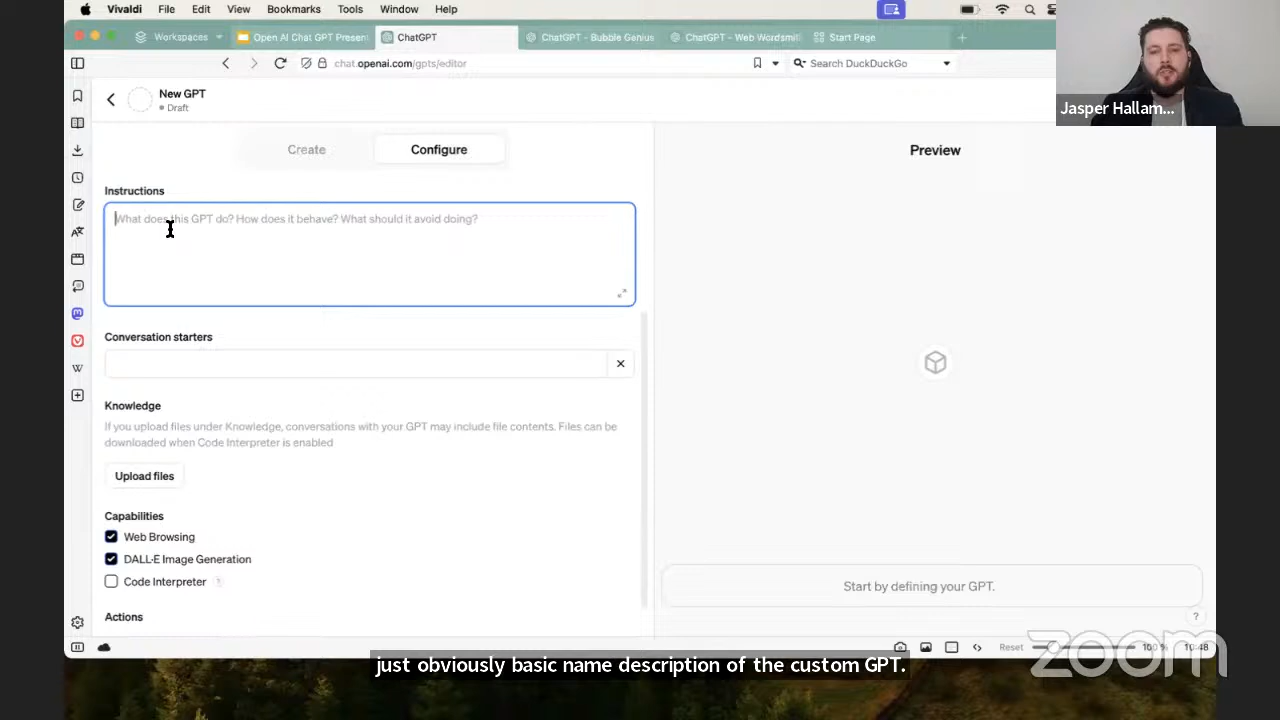 Vivaldi File Edit View Bookmarks Tools Window Help
Workspaces Open AI Chat GPT Presen ChatGPT ChatGPT - Bubble Genius ChatGPT - Web Wordsmit Start Page
chat.openai.com/gpts/editor Search DuckDuckGo
Jasper Hallam...
New GPT
Draft
Create Configure
Preview
Instructions
What does this GPT do? How does it behave? What should it avoid doing?
Conversation starters
Knowledge
If you upload files under Knowledge, conversations with your GPT may include file contents. Files can be
downloaded when Code Interpreter is enabled
Upload files
Capabilities
Web Browsing
DALL·E Image Generation
Code Interpreter ?
Start by defining your GPT.
Actions
?
Reset 100 % 10:48
zoom
just obviously basic name description of the custom GPT.